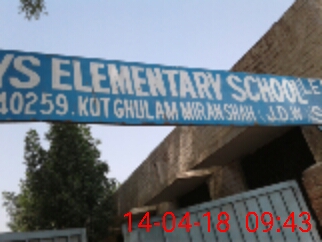 YS ELEMENTARY SCHOOL
40259. KOT GHULAM MIRAN SHAH
14-04-18 09:43